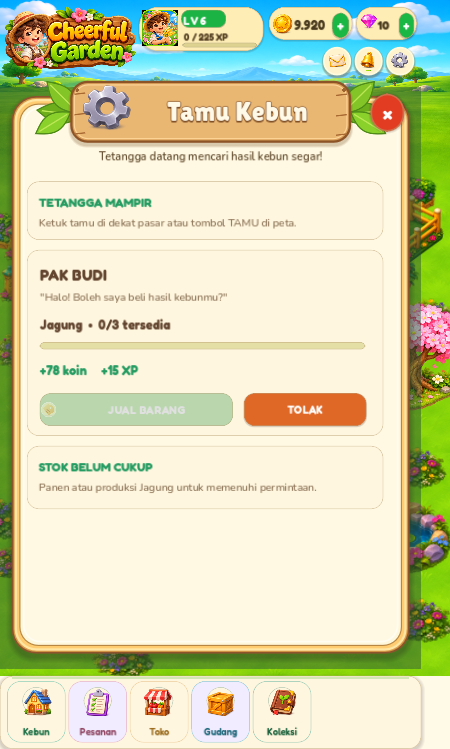 Cheerful
Garden
LV 6
0 / 225 XP
9.920
+
10
+
Tamu Kebun
Tetangga datang mencari hasil kebun segar!
TETANGGA MAMPIR
Ketuk tamu di dekat pasar atau tombol TAMU di peta.
PAK BUDI
"Halo! Boleh saya beli hasil kebunmu?"
Jagung • 0/3 tersedia
+78 koin +15 XP
JUAL BARANG
TOLAK
STOK BELUM CUKUP
Panen atau produksi Jagung untuk memenuhi permintaan.
Kebun
Pesanan
Toko
Gudang
Koleksi